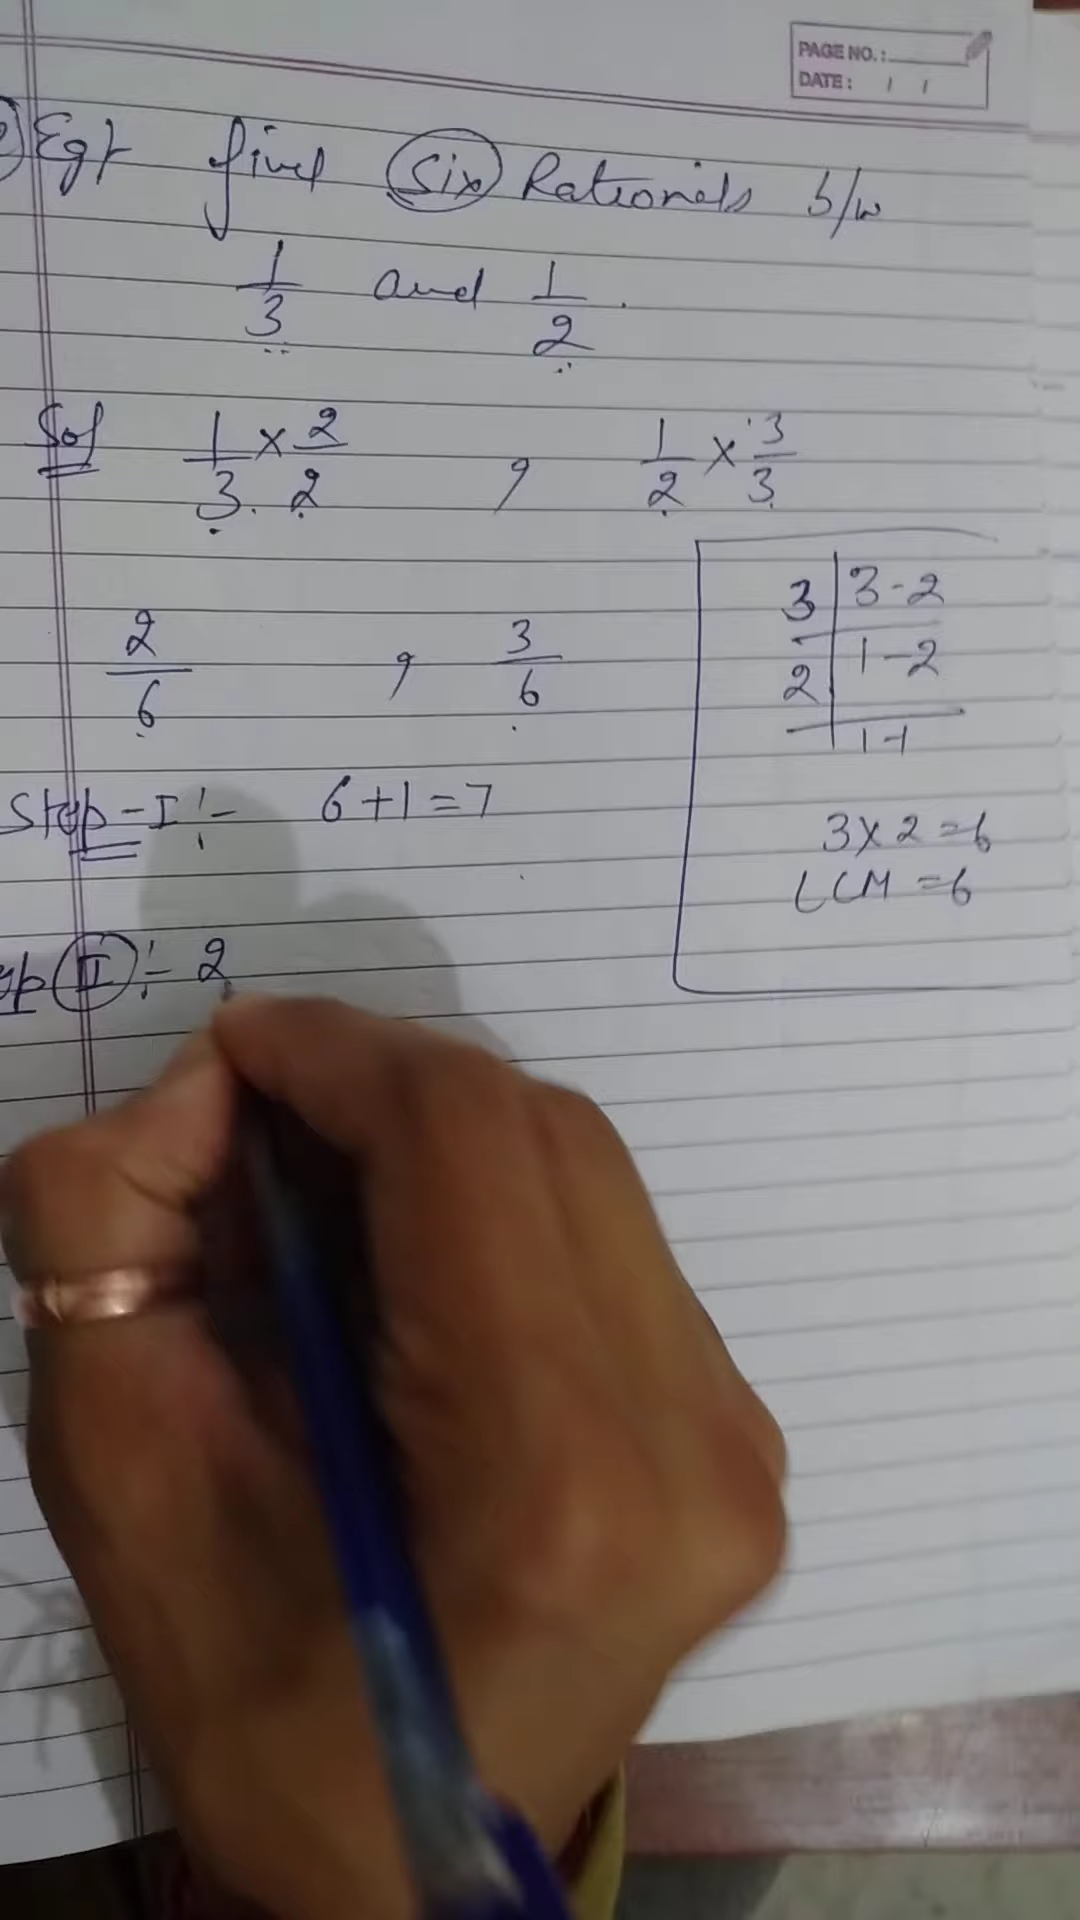 PAGE NO.:
DATE: / /
Eg:- find Six Rationals b/w
1/3 and 1/2.
Sol 1/3 × 2/2 , 1/2 × 3/3
2/6 , 3/6
3 | 3-2
2 | 1-2
1-1
3×2=6
LCM=6
Step-I:- 6+1=7
II:- 2